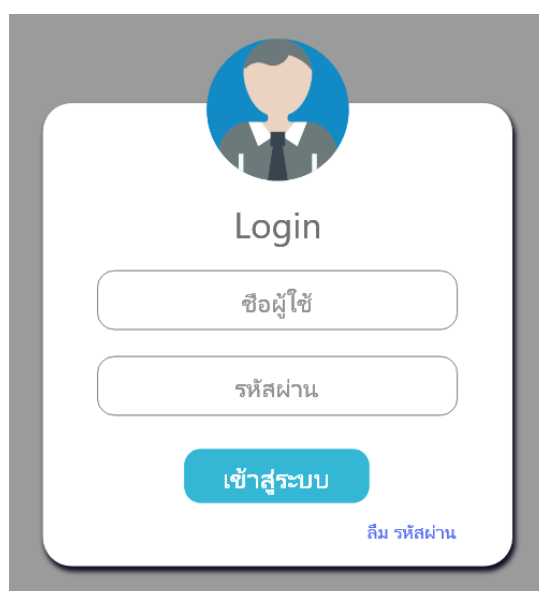 Login
ชือผู้ใช้
รหัสผ่าน
เข้าสู่ระบบ
ลืม รหัสผ่าน